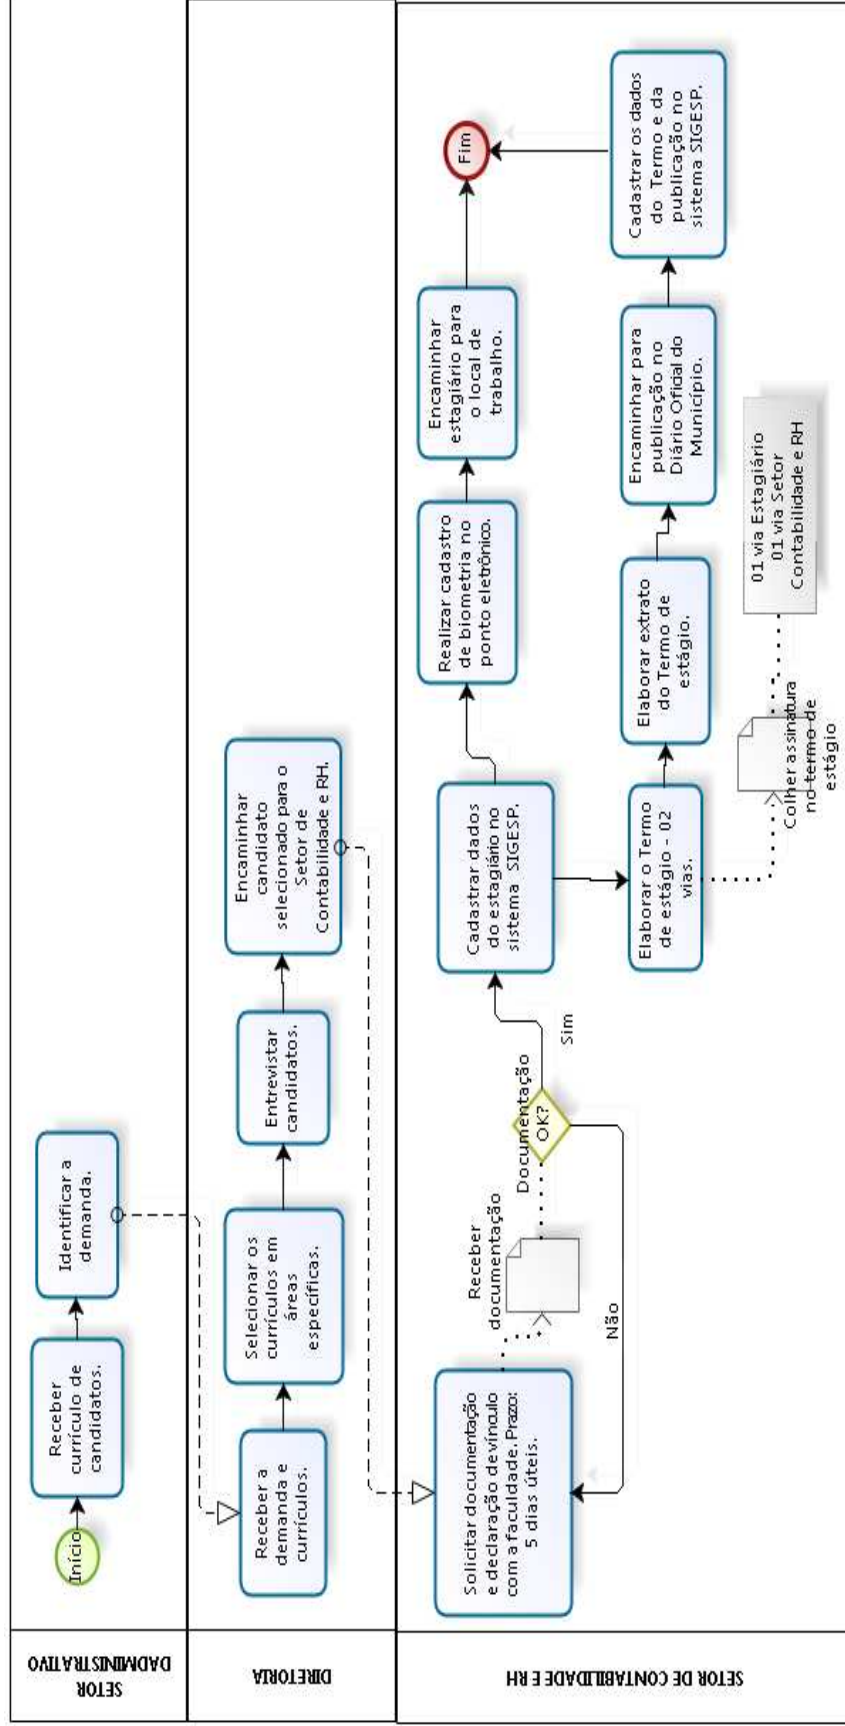 SETOR
DADMINISTRATIVO
Início
Receber
currículo de
candidatos.
Identificar a
demanda.
DIRETORIA
Receber a
demanda e
currículos.
Selecionar os
currículos em
áreas
específicas.
Entrevistar
candidatos.
Encaminhar
candidato
selecionado para o
Setor de
Contabilidade e RH.
SETOR DE CONTABILIDADE E RH
Solicitar documentação
e declaração de vínculo
com a faculdade. Prazo:
5 dias úteis.
Receber
documentação
Documentação
OK?
Não
Sim
Cadastrar dados
do estagiário no
sistema SIGESP.
Realizar cadastro
de biometria no
ponto eletrônico.
Encaminhar
estagiário para
o local de
trabalho.
Fim
Elaborar o Termo
de estágio - 02
vias.
Colher assinatura
no termo de
estágio
01 via Estagiário
01 via Setor
Contabilidade e RH
Elaborar extrato
do Termo de
estágio.
Encaminhar para
publicação no
Diário Oficial do
Município.
Cadastrar os dados
do Termo e da
publicação no
sistema SIGESP.